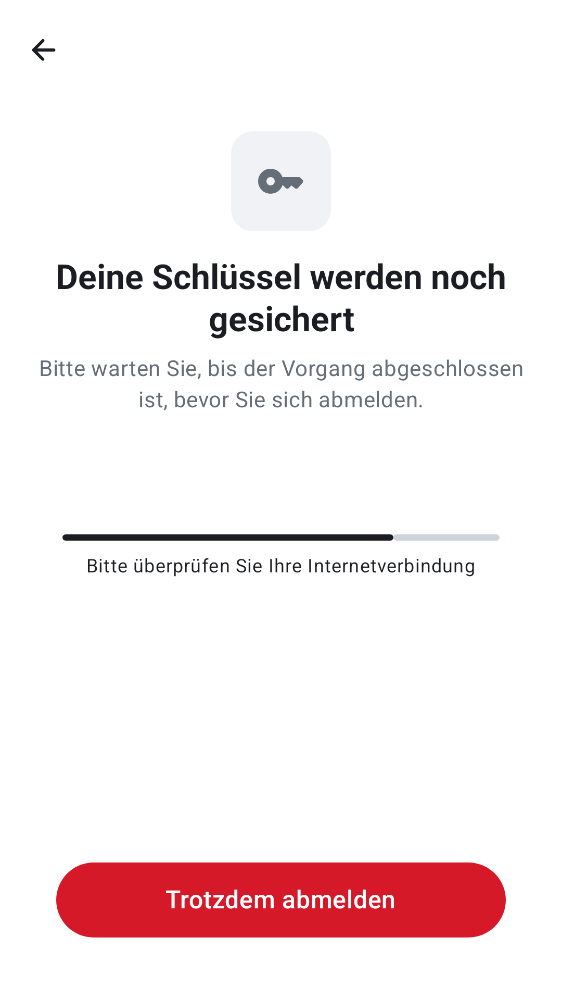 Deine Schlüssel werden noch
gesichert
Bitte warten Sie, bis der Vorgang abgeschlossen
ist, bevor Sie sich abmelden.
Bitte überprüfen Sie Ihre Internetverbindung
Trotzdem abmelden